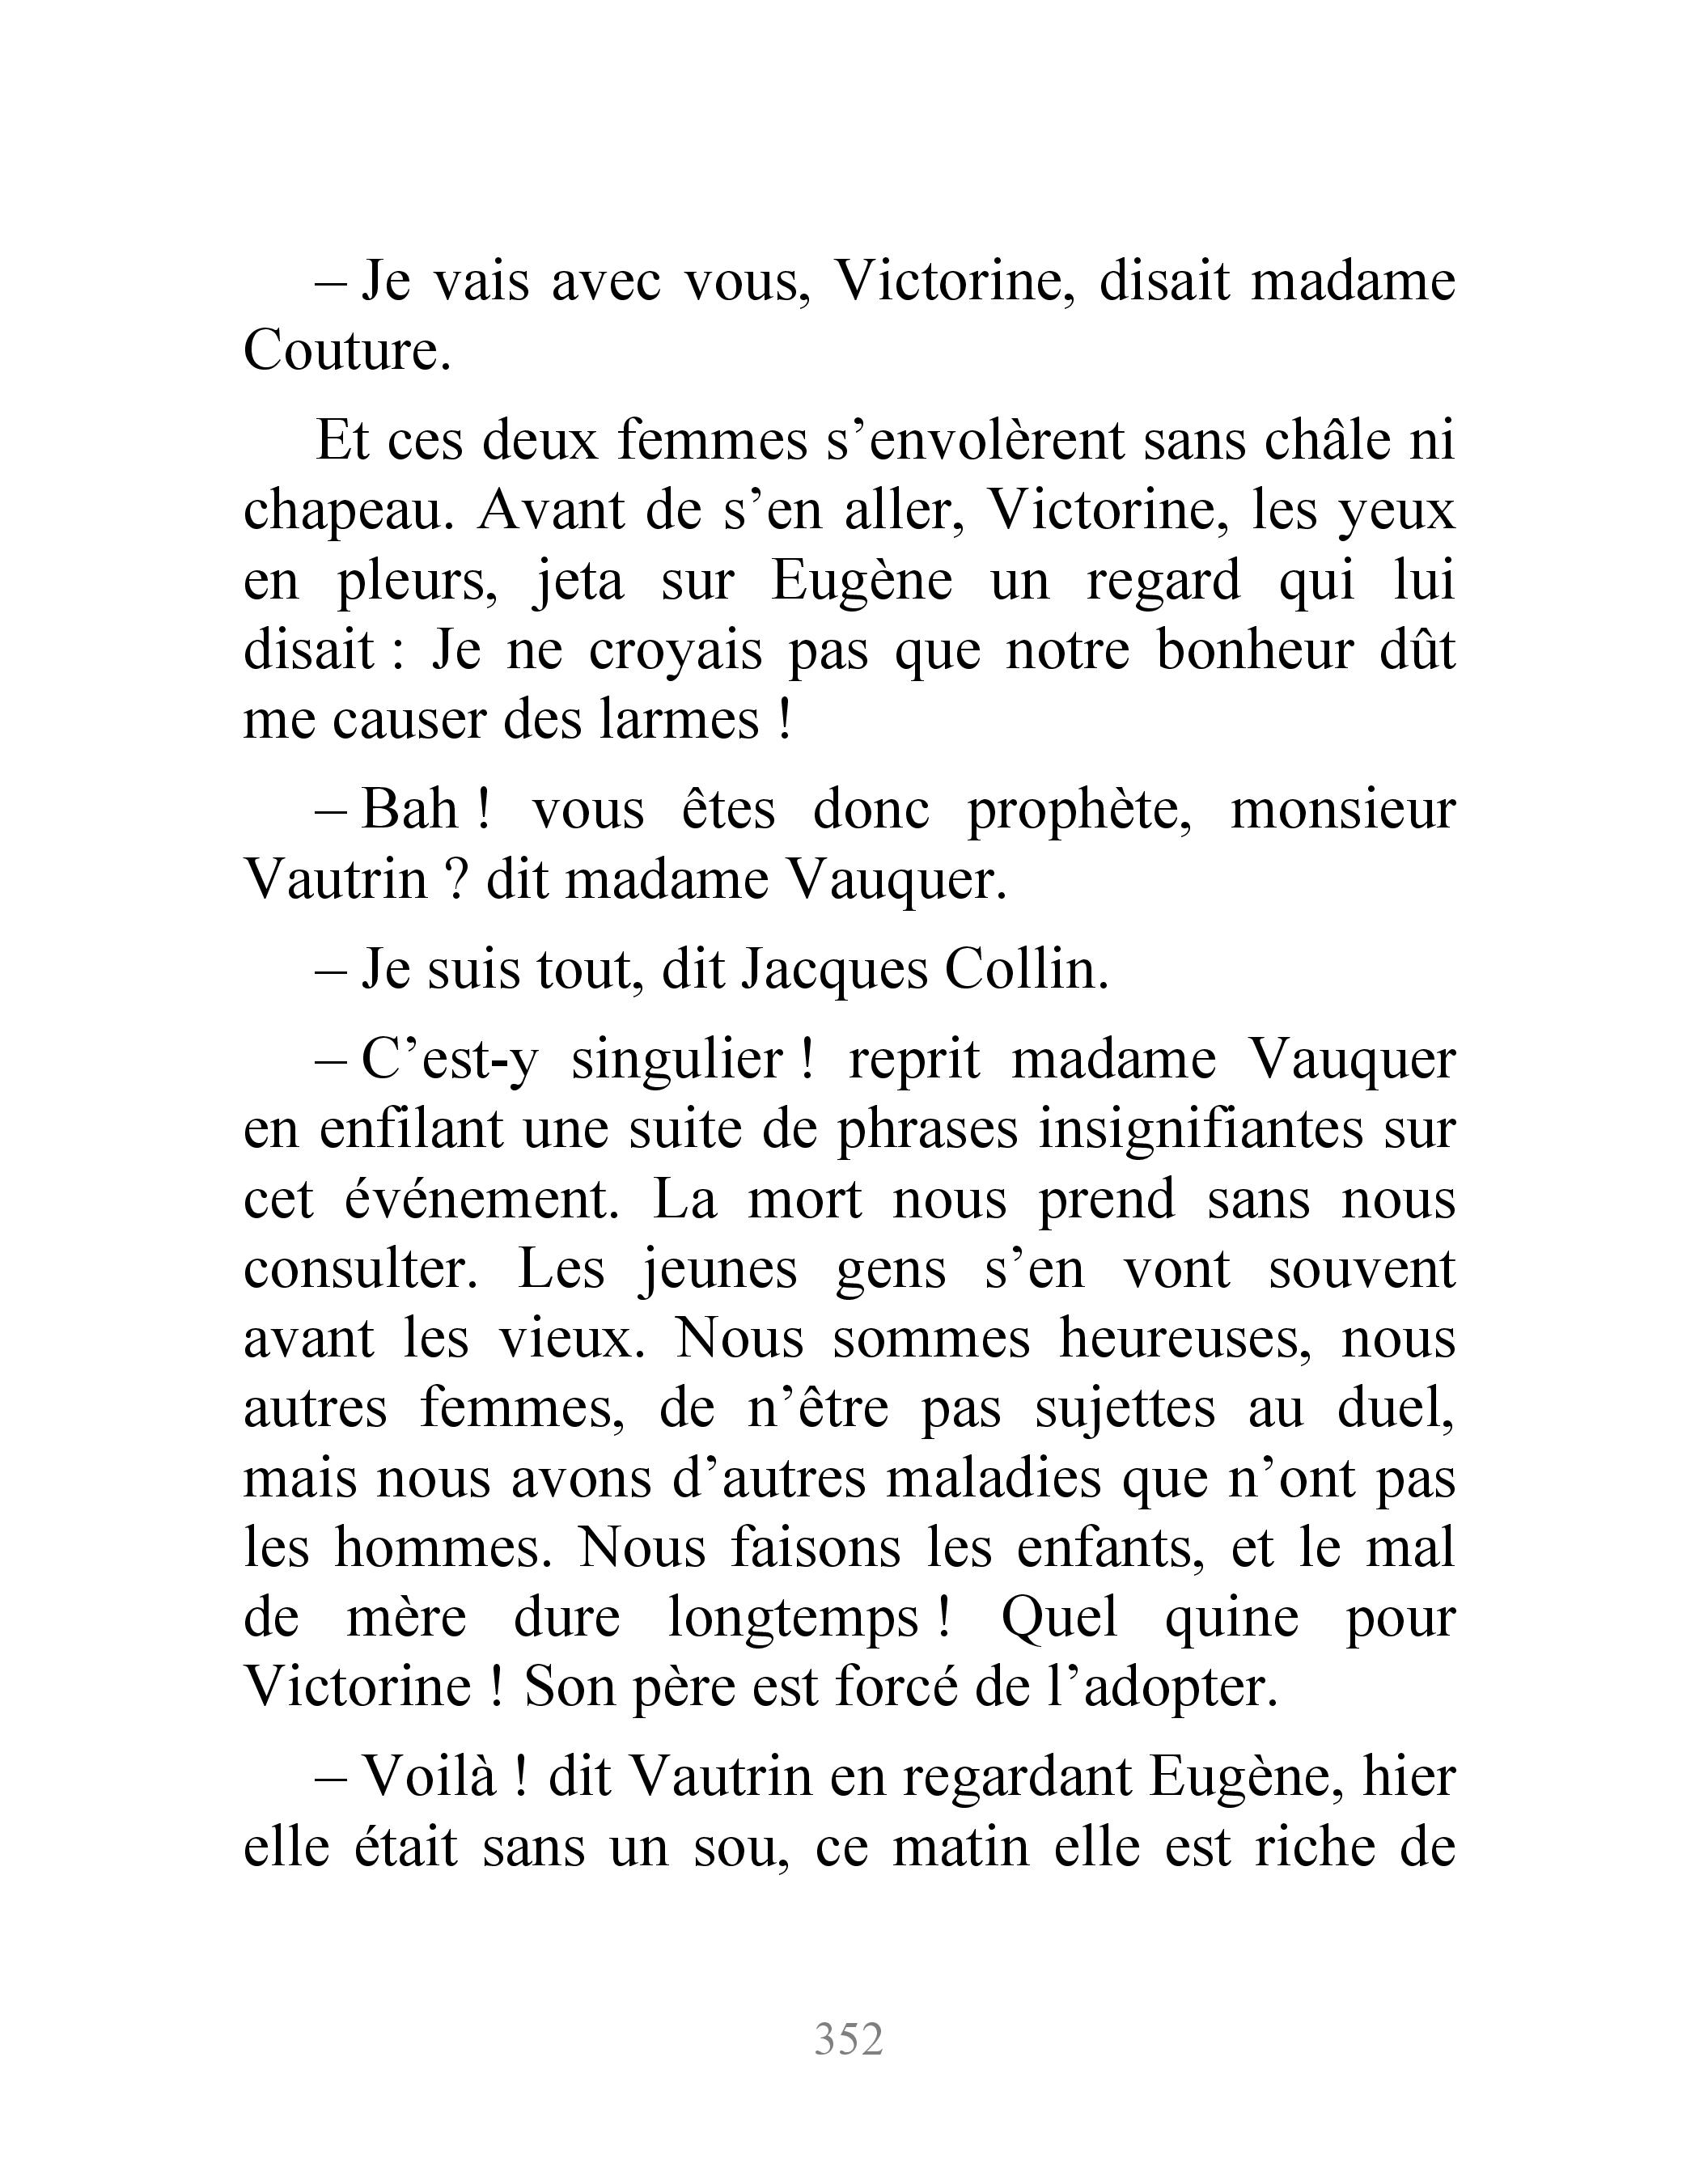 – Je vais avec vous, Victorine, disait madame
Couture.
Et ces deux femmes s’envolèrent sans châle ni
chapeau. Avant de s’en aller, Victorine, les yeux
en pleurs, jeta sur Eugène un regard qui lui
disait : Je ne croyais pas que notre bonheur dût
me causer des larmes !
– Bah ! vous êtes donc prophète, monsieur
Vautrin ? dit madame Vauquer.
– Je suis tout, dit Jacques Collin.
– C’est-y singulier ! reprit madame Vauquer
en enfilant une suite de phrases insignifiantes sur
cet événement. La mort nous prend sans nous
consulter. Les jeunes gens s’en vont souvent
avant les vieux. Nous sommes heureuses, nous
autres femmes, de n’être pas sujettes au duel,
mais nous avons d’autres maladies que n’ont pas
les hommes. Nous faisons les enfants, et le mal
de mère dure longtemps ! Quel quine pour
Victorine ! Son père est forcé de l’adopter.
– Voilà ! dit Vautrin en regardant Eugène, hier
elle était sans un sou, ce matin elle est riche de
352